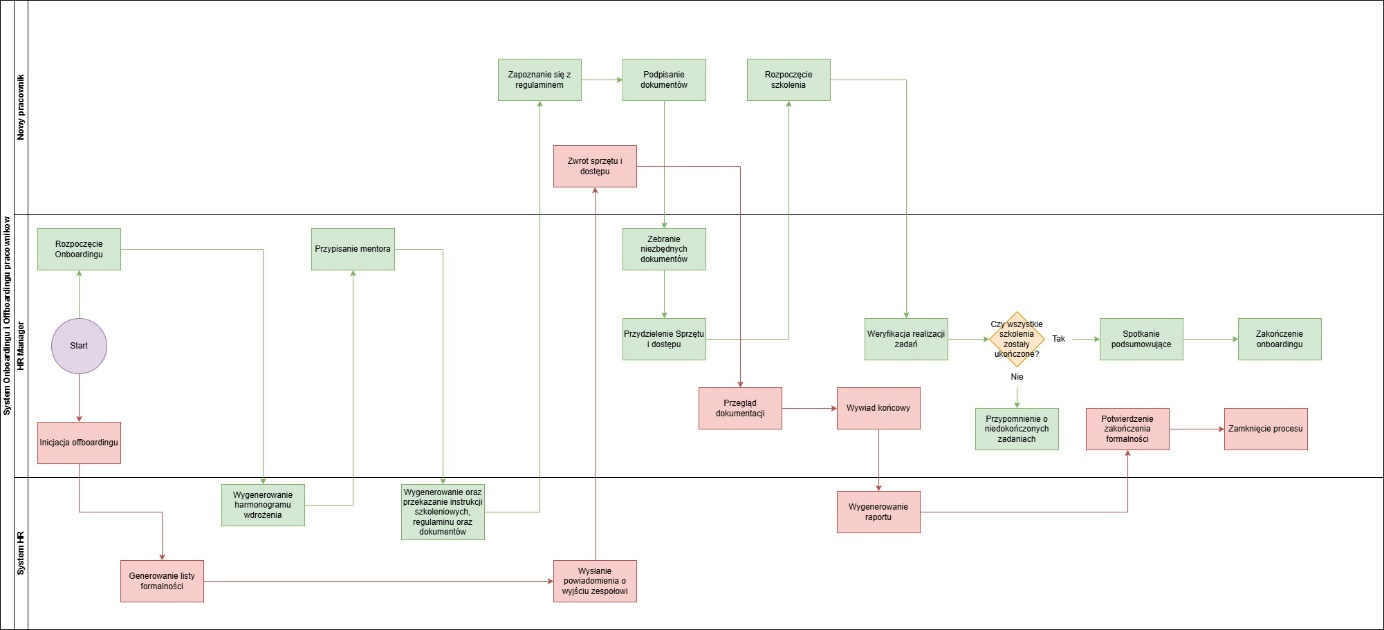 System Onboardingu i Offboardingu pracownikow
Nowy pracownik
Zapoznanie się z
regulaminem
Podpisanie
dokumentów
Rozpoczęcie
szkolenia
Zwrot sprzętu i
dostępu
HR Manager
Rozpoczęcie
Onboardingu
Przypisanie mentora
Zebranie
niezbędnych
dokumentów
Start
Przydzielenie Sprzętu
i dostępu
Weryfikacja realizacji
zadań
Czy wszystkie
szkolenia
zostały
ukończone?
Tak
Spotkanie
podsumowujące
Zakończenie
onboardingu
Nie
Inicjacja offboardingu
Przegląd
dokumentacji
Wywiad końcowy
Przypomnienie o
niedokończonych
zadaniach
Potwierdzenie
zakończenia
formalności
Zamknięcie procesu
System HR
Wygenerowanie
harmonogramu
wdrożenia
Wygenerowanie oraz
przekazanie instrukcji
szkoleniowych,
regulaminu oraz
dokumentów
Wygenerowanie
raportu
Generowanie listy
formalności
Wysłanie
powiadomienia o
wyjściu zespołowi